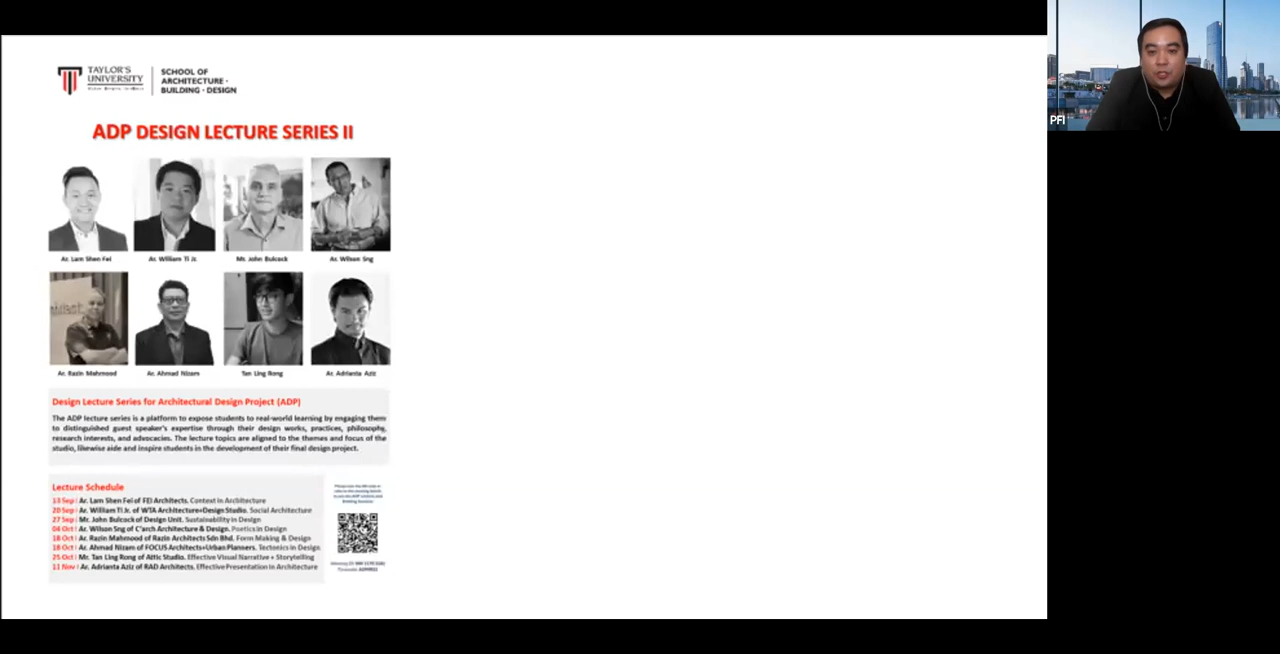 TAYLOR'S
UNIVERSITY
SCHOOL OF
ARCHITECTURE ·
BUILDING · DESIGN
ADP DESIGN LECTURE SERIES II
Ar. Lam Shen Fei
Ar. William Ti Jr.
Mr. John Bulcock
Ar. Wilson Sng
Ar. Razin Mahmood
Ar. Ahmad Nizam
Tan Ling Rong
Ar. Adrianta Aziz
Design Lecture Series for Architectural Design Project (ADP)
The ADP lecture series is a platform to expose students to real-world learning by engaging them
to distinguished guest speaker's expertise through their design works, practices, philosophy,
research interests, and advocacies. The lecture topics are aligned to the themes and focus of the
studio, likewise aide and inspire students in the development of their final design project.
Lecture Schedule
13 Sep | Ar. Lam Shen Fei of FEI Architects. Context in Architecture
20 Sep | Ar. William Ti Jr. of WTA Architecture+Design Studio. Social Architecture
27 Sep | Mr. John Bulcock of Design Unit. Sustainability in Design
04 Oct | Ar. Wilson Sng of C'arch Architecture & Design. Poetics in Design
18 Oct | Ar. Razin Mahmood of Razin Architects Sdn Bhd. Form Making & Design
18 Oct | Ar. Ahmad Nizam of FOCUS Architects+Urban Planners. Tectonics in Design
25 Oct | Mr. Tan Ling Rong of Attic Studio. Effective Visual Narrative + Storytelling
11 Nov | Ar. Adrianta Aziz of RAD Architects. Effective Presentation in Architecture
PFI